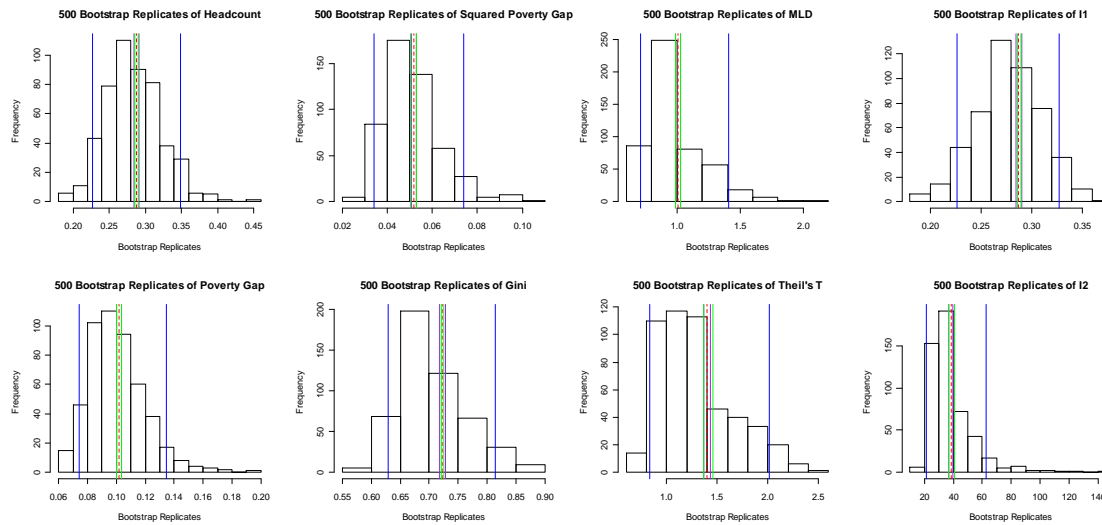 500 Bootstrap Replicates of Headcount
500 Bootstrap Replicates of Squared Poverty Gap
500 Bootstrap Replicates of MLD
500 Bootstrap Replicates of I1
Frequency
0 20 40 60 80 100
0.20 0.25 0.30 0.35 0.40 0.45
Bootstrap Replicates
Frequency
0 50 100 150
0.02 0.04 0.06 0.08 0.10
Bootstrap Replicates
Frequency
0 50 100 150 200 250
1.0 1.5 2.0
Bootstrap Replicates
Frequency
0 20 40 60 80 100 120
0.20 0.25 0.30 0.35
Bootstrap Replicates
500 Bootstrap Replicates of Poverty Gap
500 Bootstrap Replicates of Gini
500 Bootstrap Replicates of Theil's T
500 Bootstrap Replicates of I2
Frequency
0 20 40 60 80 100
0.06 0.08 0.10 0.12 0.14 0.16 0.18 0.20
Bootstrap Replicates
Frequency
0 50 100 150 200
0.55 0.60 0.65 0.70 0.75 0.80 0.85 0.90
Bootstrap Replicates
Frequency
0 20 40 60 80 100 120
1.0 1.5 2.0 2.5
Bootstrap Replicates
Frequency
0 50 100 150
20 40 60 80 100 120 140
Bootstrap Replicates